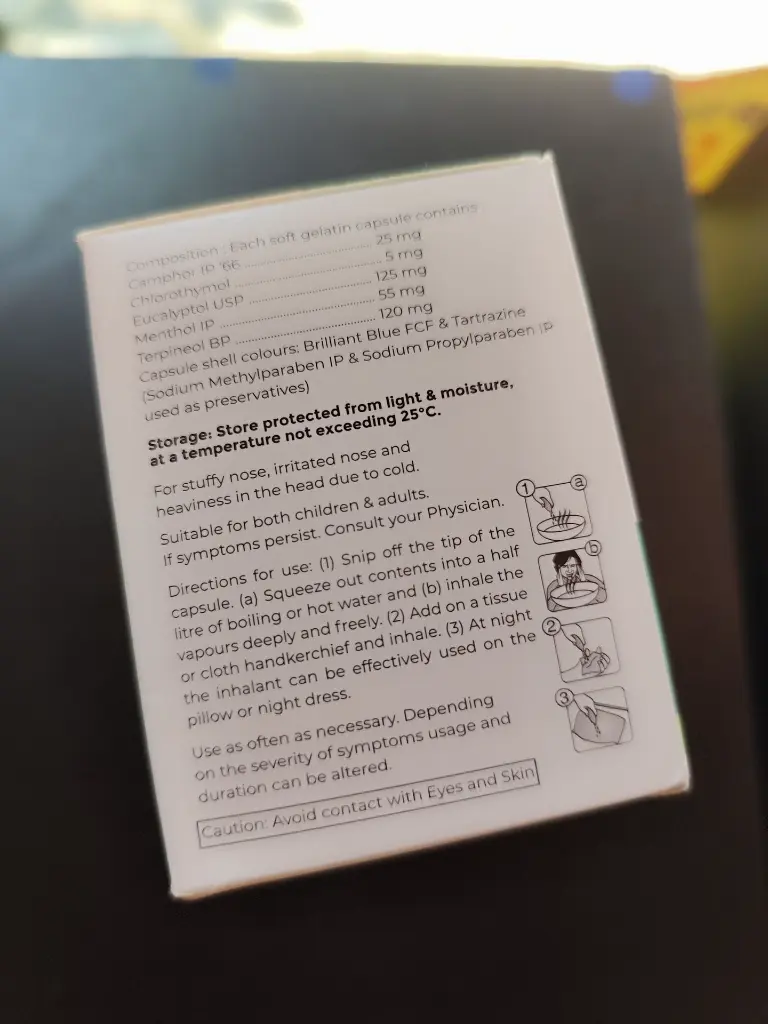 Composition : Each soft gelatin capsule contains
Camphor IP '66 ........................ 25 mg
Chlorothymol ........................ 5 mg
Eucalyptol USP ........................ 125 mg
Menthol IP ........................ 55 mg
Terpineol BP ........................ 120 mg
Capsule shell colours: Brilliant Blue FCF & Tartrazine
(Sodium Methylparaben IP & Sodium Propylparaben IP
used as preservatives)
Storage: Store protected from light & moisture,
at a temperature not exceeding 25°C.
For stuffy nose, irritated nose and
heaviness in the head due to cold.
Suitable for both children & adults.
If symptoms persist. Consult your Physician.
Directions for use: (1) Snip off the tip of the
capsule. (a) Squeeze out contents into a half
litre of boiling or hot water and (b) inhale the
vapours deeply and freely. (2) Add on a tissue
or cloth handkerchief and inhale. (3) At night
the inhalant can be effectively used on the
pillow or night dress.
1 a
b
2
3
Use as often as necessary. Depending
on the severity of symptoms usage and
duration can be altered.
Caution: Avoid contact with Eyes and Skin